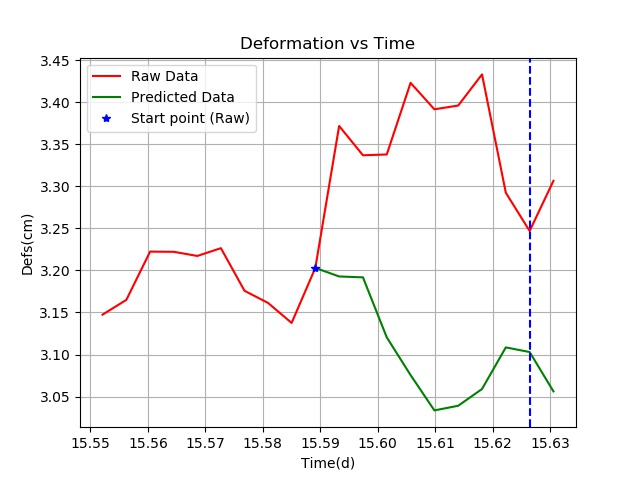 Deformation vs Time
Raw Data
Predicted Data
Start point (Raw)
Defs(cm)
3.45
3.40
3.35
3.30
3.25
3.20
3.15
3.10
3.05
15.55 15.56 15.57 15.58 15.59 15.60 15.61 15.62 15.63
Time(d)